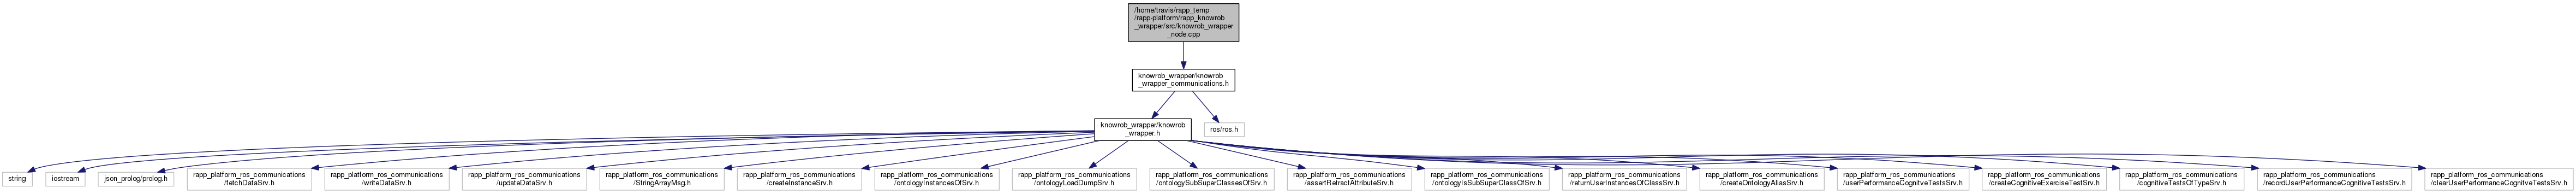 /home/travis/rapp_temp
/rapp-platform/rapp_knowrob
_wrapper/src/knowrob_wrapper
_node.cpp
knowrob_wrapper/knowrob
_wrapper_communications.h
knowrob_wrapper/knowrob
_wrapper.h
ros/ros.h
string
iostream
json_prolog/prolog.h
rapp_platform_ros_communications
/fetchDataSrv.h
rapp_platform_ros_communications
/writeDataSrv.h
rapp_platform_ros_communications
/updateDataSrv.h
rapp_platform_ros_communications
/StringArrayMsg.h
rapp_platform_ros_communications
/createInstanceSrv.h
rapp_platform_ros_communications
/ontologyInstancesOfSrv.h
rapp_platform_ros_communications
/ontologyLoadDumpSrv.h
rapp_platform_ros_communications
/ontologySubSuperClassesOfSrv.h
rapp_platform_ros_communications
/assertRetractAttributeSrv.h
rapp_platform_ros_communications
/ontologyIsSubSuperClassOfSrv.h
rapp_platform_ros_communications
/returnUserInstancesOfClassSrv.h
rapp_platform_ros_communications
/createOntologyAliasSrv.h
rapp_platform_ros_communications
/userPerformanceCognitveTestsSrv.h
rapp_platform_ros_communications
/createCognitiveExerciseTestSrv.h
rapp_platform_ros_communications
/cognitiveTestsOfTypeSrv.h
rapp_platform_ros_communications
/recordUserPerformanceCognitiveTestsSrv.h
rapp_platform_ros_communications
/clearUserPerformanceCognitveTestsSrv.h